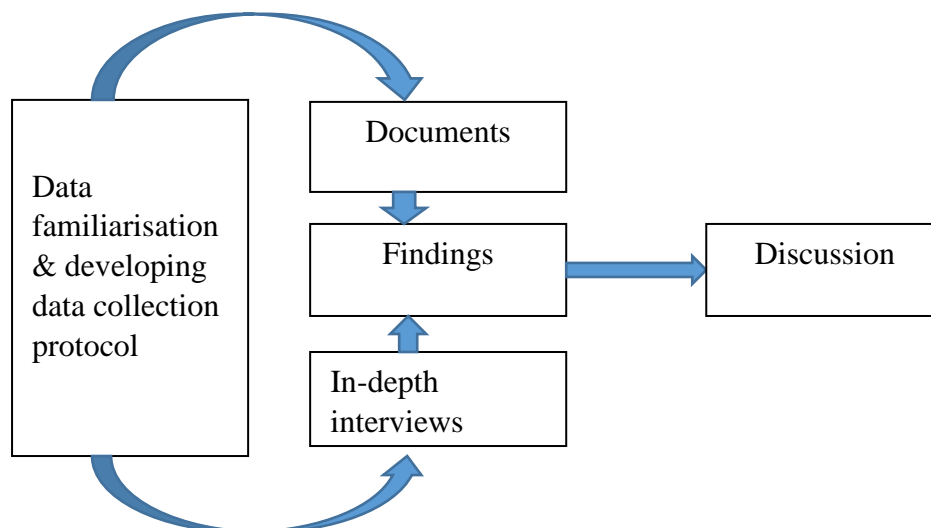 Data
familiarisation
& developing
data collection
protocol
Documents
Findings
In-depth
interviews
Discussion